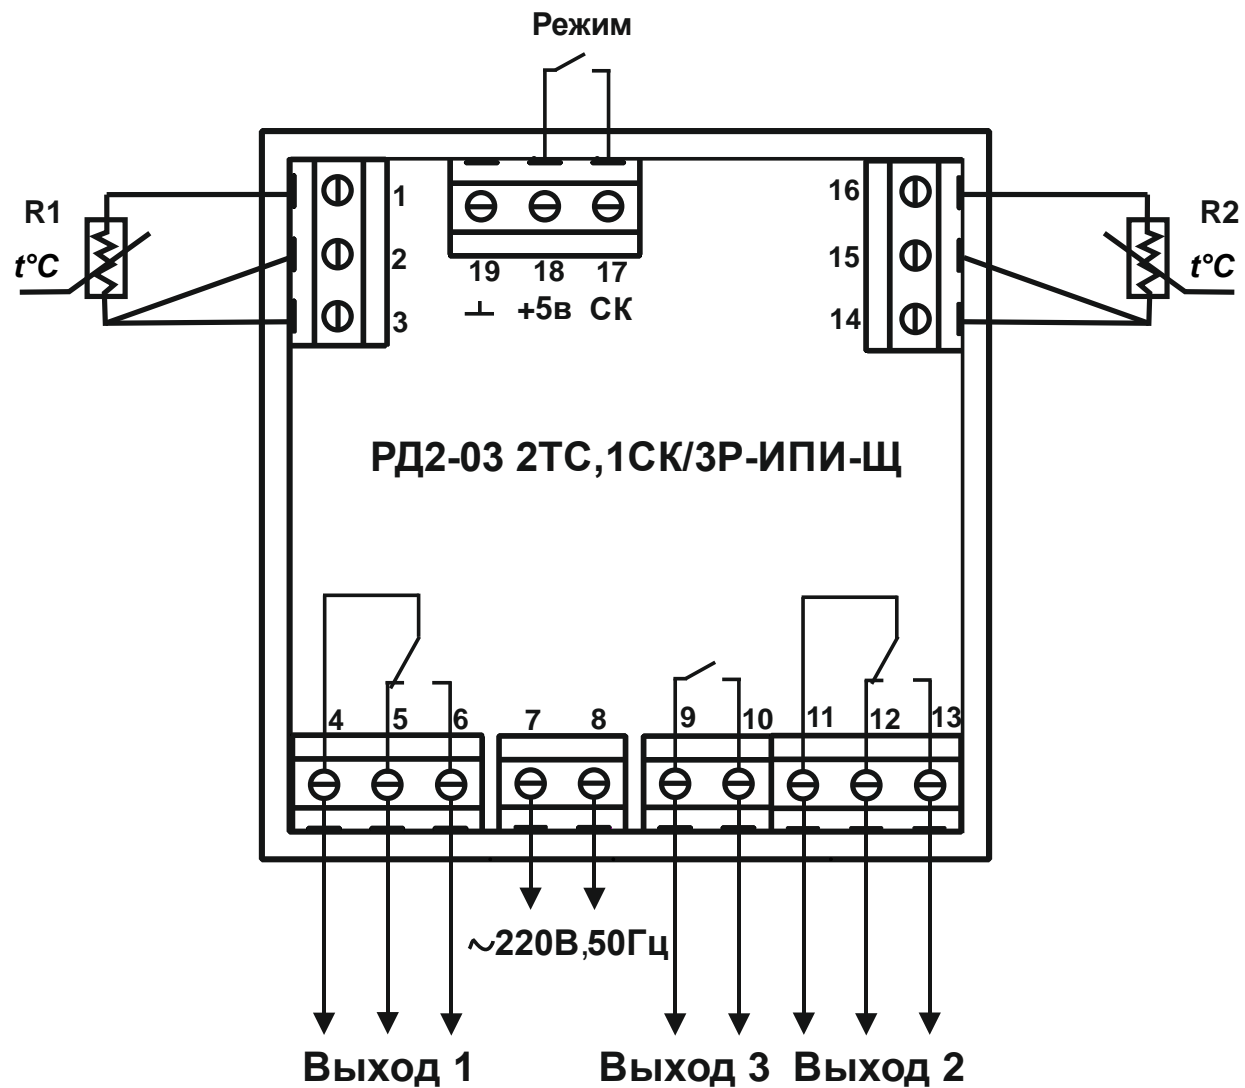 Режим
R1
t°C
1
2
3
19 18 17
⊥ +5в СК
16
15
14
R2
t°C
РД2-03 2ТС,1СК/3Р-ИПИ-Щ
4 5 6 7 8 9 10 11 12 13
~220В,50Гц
Выход 1 Выход 3 Выход 2